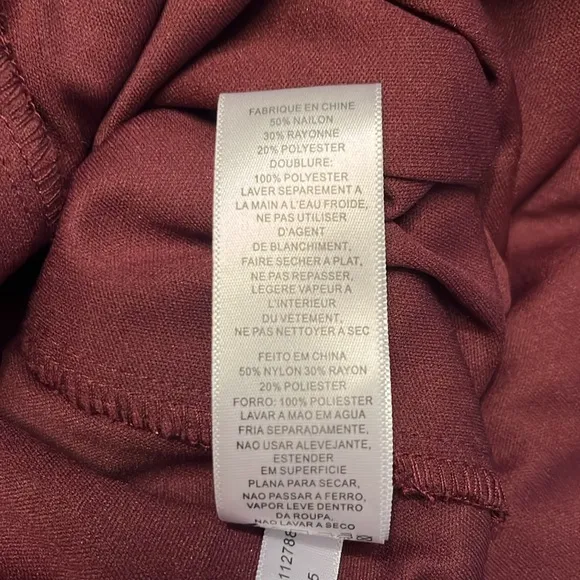 FABRIQUE EN CHINE
50% NAILON
30% RAYONNE
20% POLYESTER
DOUBLURE:
100% POLYESTER
LAVER SEPAREMENT A
LA MAIN A L'EAU FROIDE,
NE PAS UTILISER
D'AGENT
DE BLANCHIMENT,
FAIRE SECHER A PLAT,
NE PAS REPASSER,
LEGERE VAPEUR A
L'INTERIEUR
DU VETEMENT,
NE PAS NETTOYER A SEC
FEITO EM CHINA
50% NYLON 30% RAYON
20% POLIESTER
FORRO: 100% POLIESTER
LAVAR A MAO EM AGUA
FRIA SEPARADAMENTE,
NAO USAR ALEVEJANTE,
ESTENDER
EM SUPERFICIE
PLANA PARA SECAR,
NAO PASSAR A FERRO,
VAPOR LEVE DENTRO
DA ROUPA,
NAO LAVAR A SECO